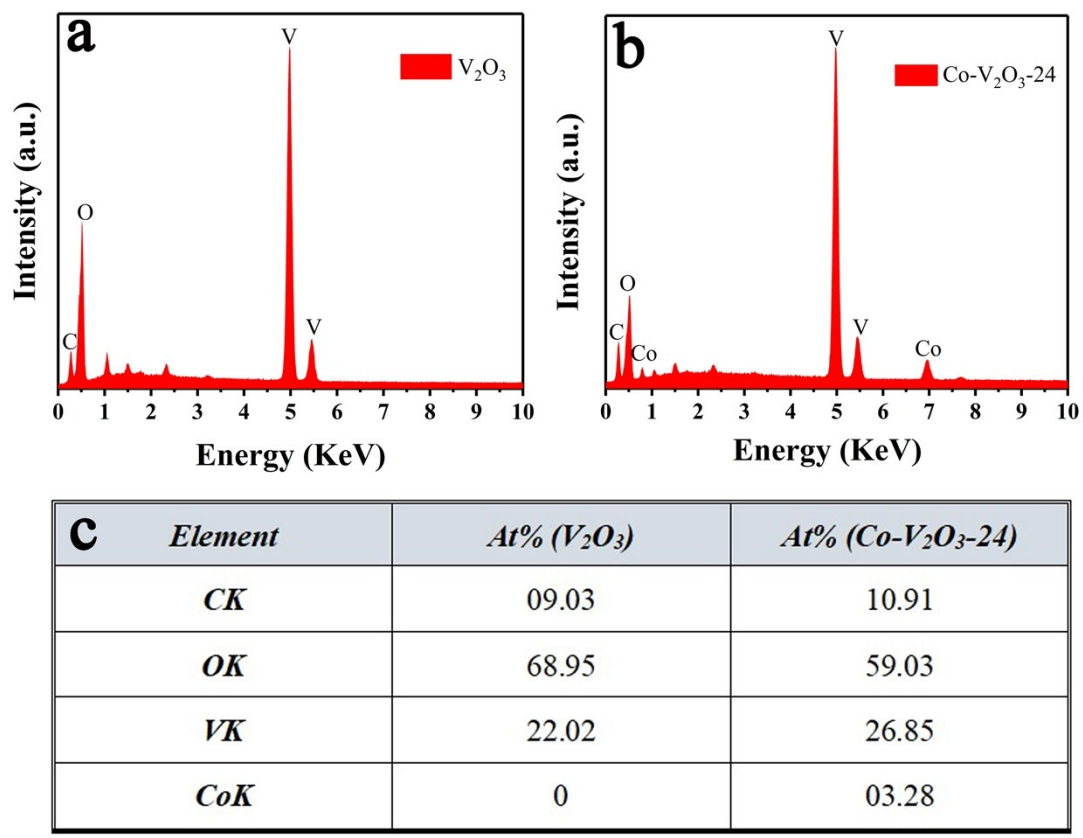 a
V
V₂O₃
O
C
V
Intensity (a.u.)
0 1 2 3 4 5 6 7 8 9 10
Energy (KeV)
b
V
Co-V₂O₃-24
O
C
Co
V
Co
Intensity (a.u.)
0 1 2 3 4 5 6 7 8 9 10
Energy (KeV)
c
Element At% (V₂O₃) At% (Co-V₂O₃-24)
CK 09.03 10.91
OK 68.95 59.03
VK 22.02 26.85
CoK 0 03.28